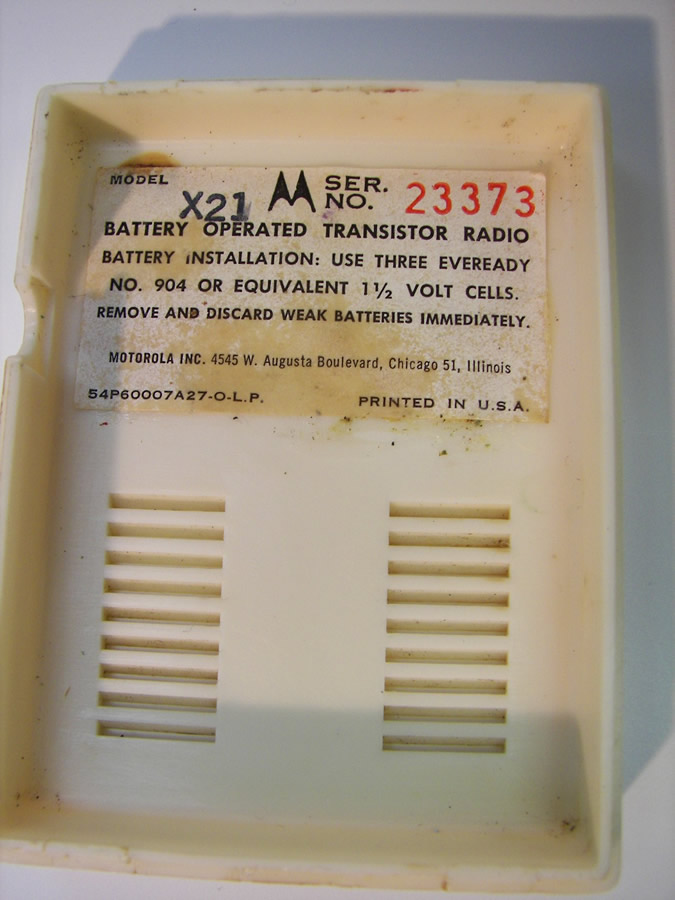 MODEL X21 SER. NO. 23373
BATTERY OPERATED TRANSISTOR RADIO
BATTERY INSTALLATION: USE THREE EVEREADY
NO. 904 OR EQUIVALENT 1½ VOLT CELLS.
REMOVE AND DISCARD WEAK BATTERIES IMMEDIATELY.
MOTOROLA INC. 4545 W. Augusta Boulevard, Chicago 51, Illinois
54P60007A27-O-L.P. PRINTED IN U.S.A.